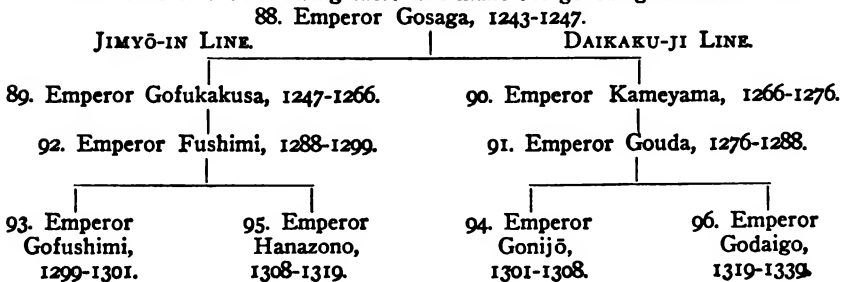 88. Emperor Gosaga, 1243-1247.
JIMYŌ-IN LINE. DAIKAKU-JI LINE.
89. Emperor Gofukakusa, 1247-1266. 90. Emperor Kameyama, 1266-1276.
92. Emperor Fushimi, 1288-1299. 91. Emperor Gouda, 1276-1288.
93. Emperor 95. Emperor 94. Emperor 96. Emperor
Gofushimi, Hanazono, Gonijō, Godaigo,
1299-1301. 1308-1319. 1301-1308. 1319-1339.